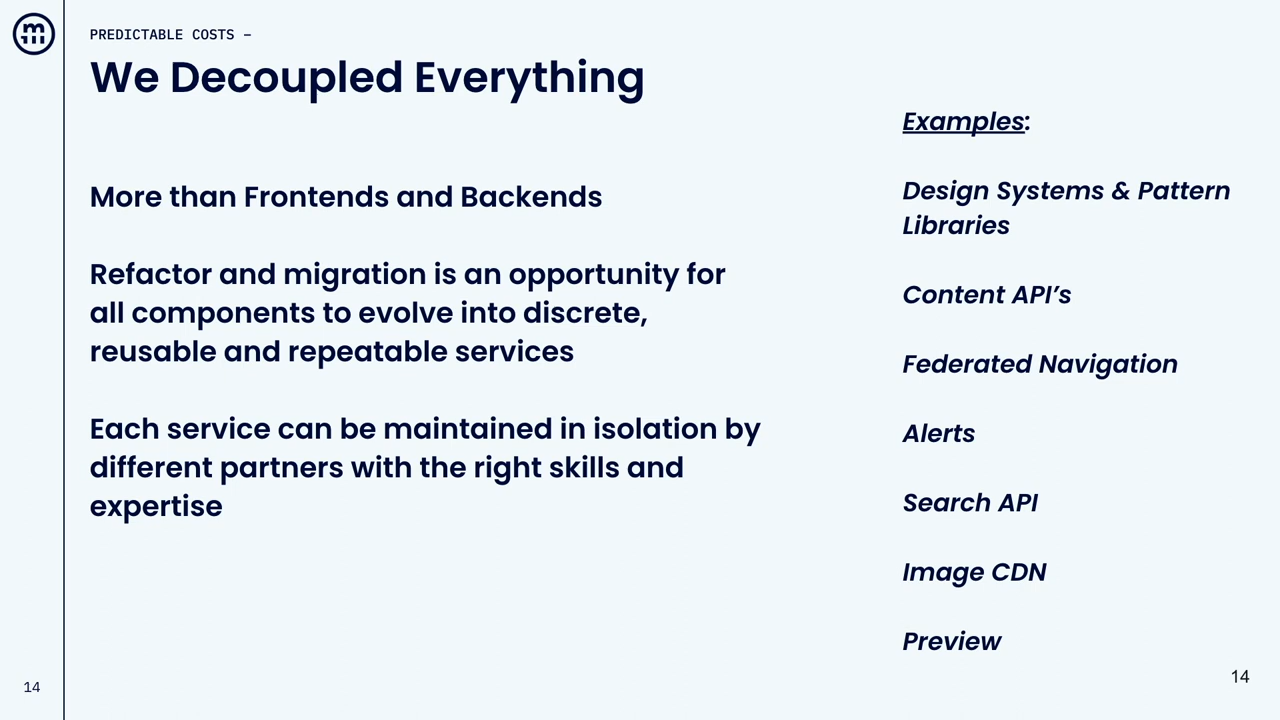 PREDICTABLE COSTS –
We Decoupled Everything
More than Frontends and Backends
Refactor and migration is an opportunity for
all components to evolve into discrete,
reusable and repeatable services
Each service can be maintained in isolation by
different partners with the right skills and
expertise
Examples:
Design Systems & Pattern
Libraries
Content API’s
Federated Navigation
Alerts
Search API
Image CDN
Preview
14
14